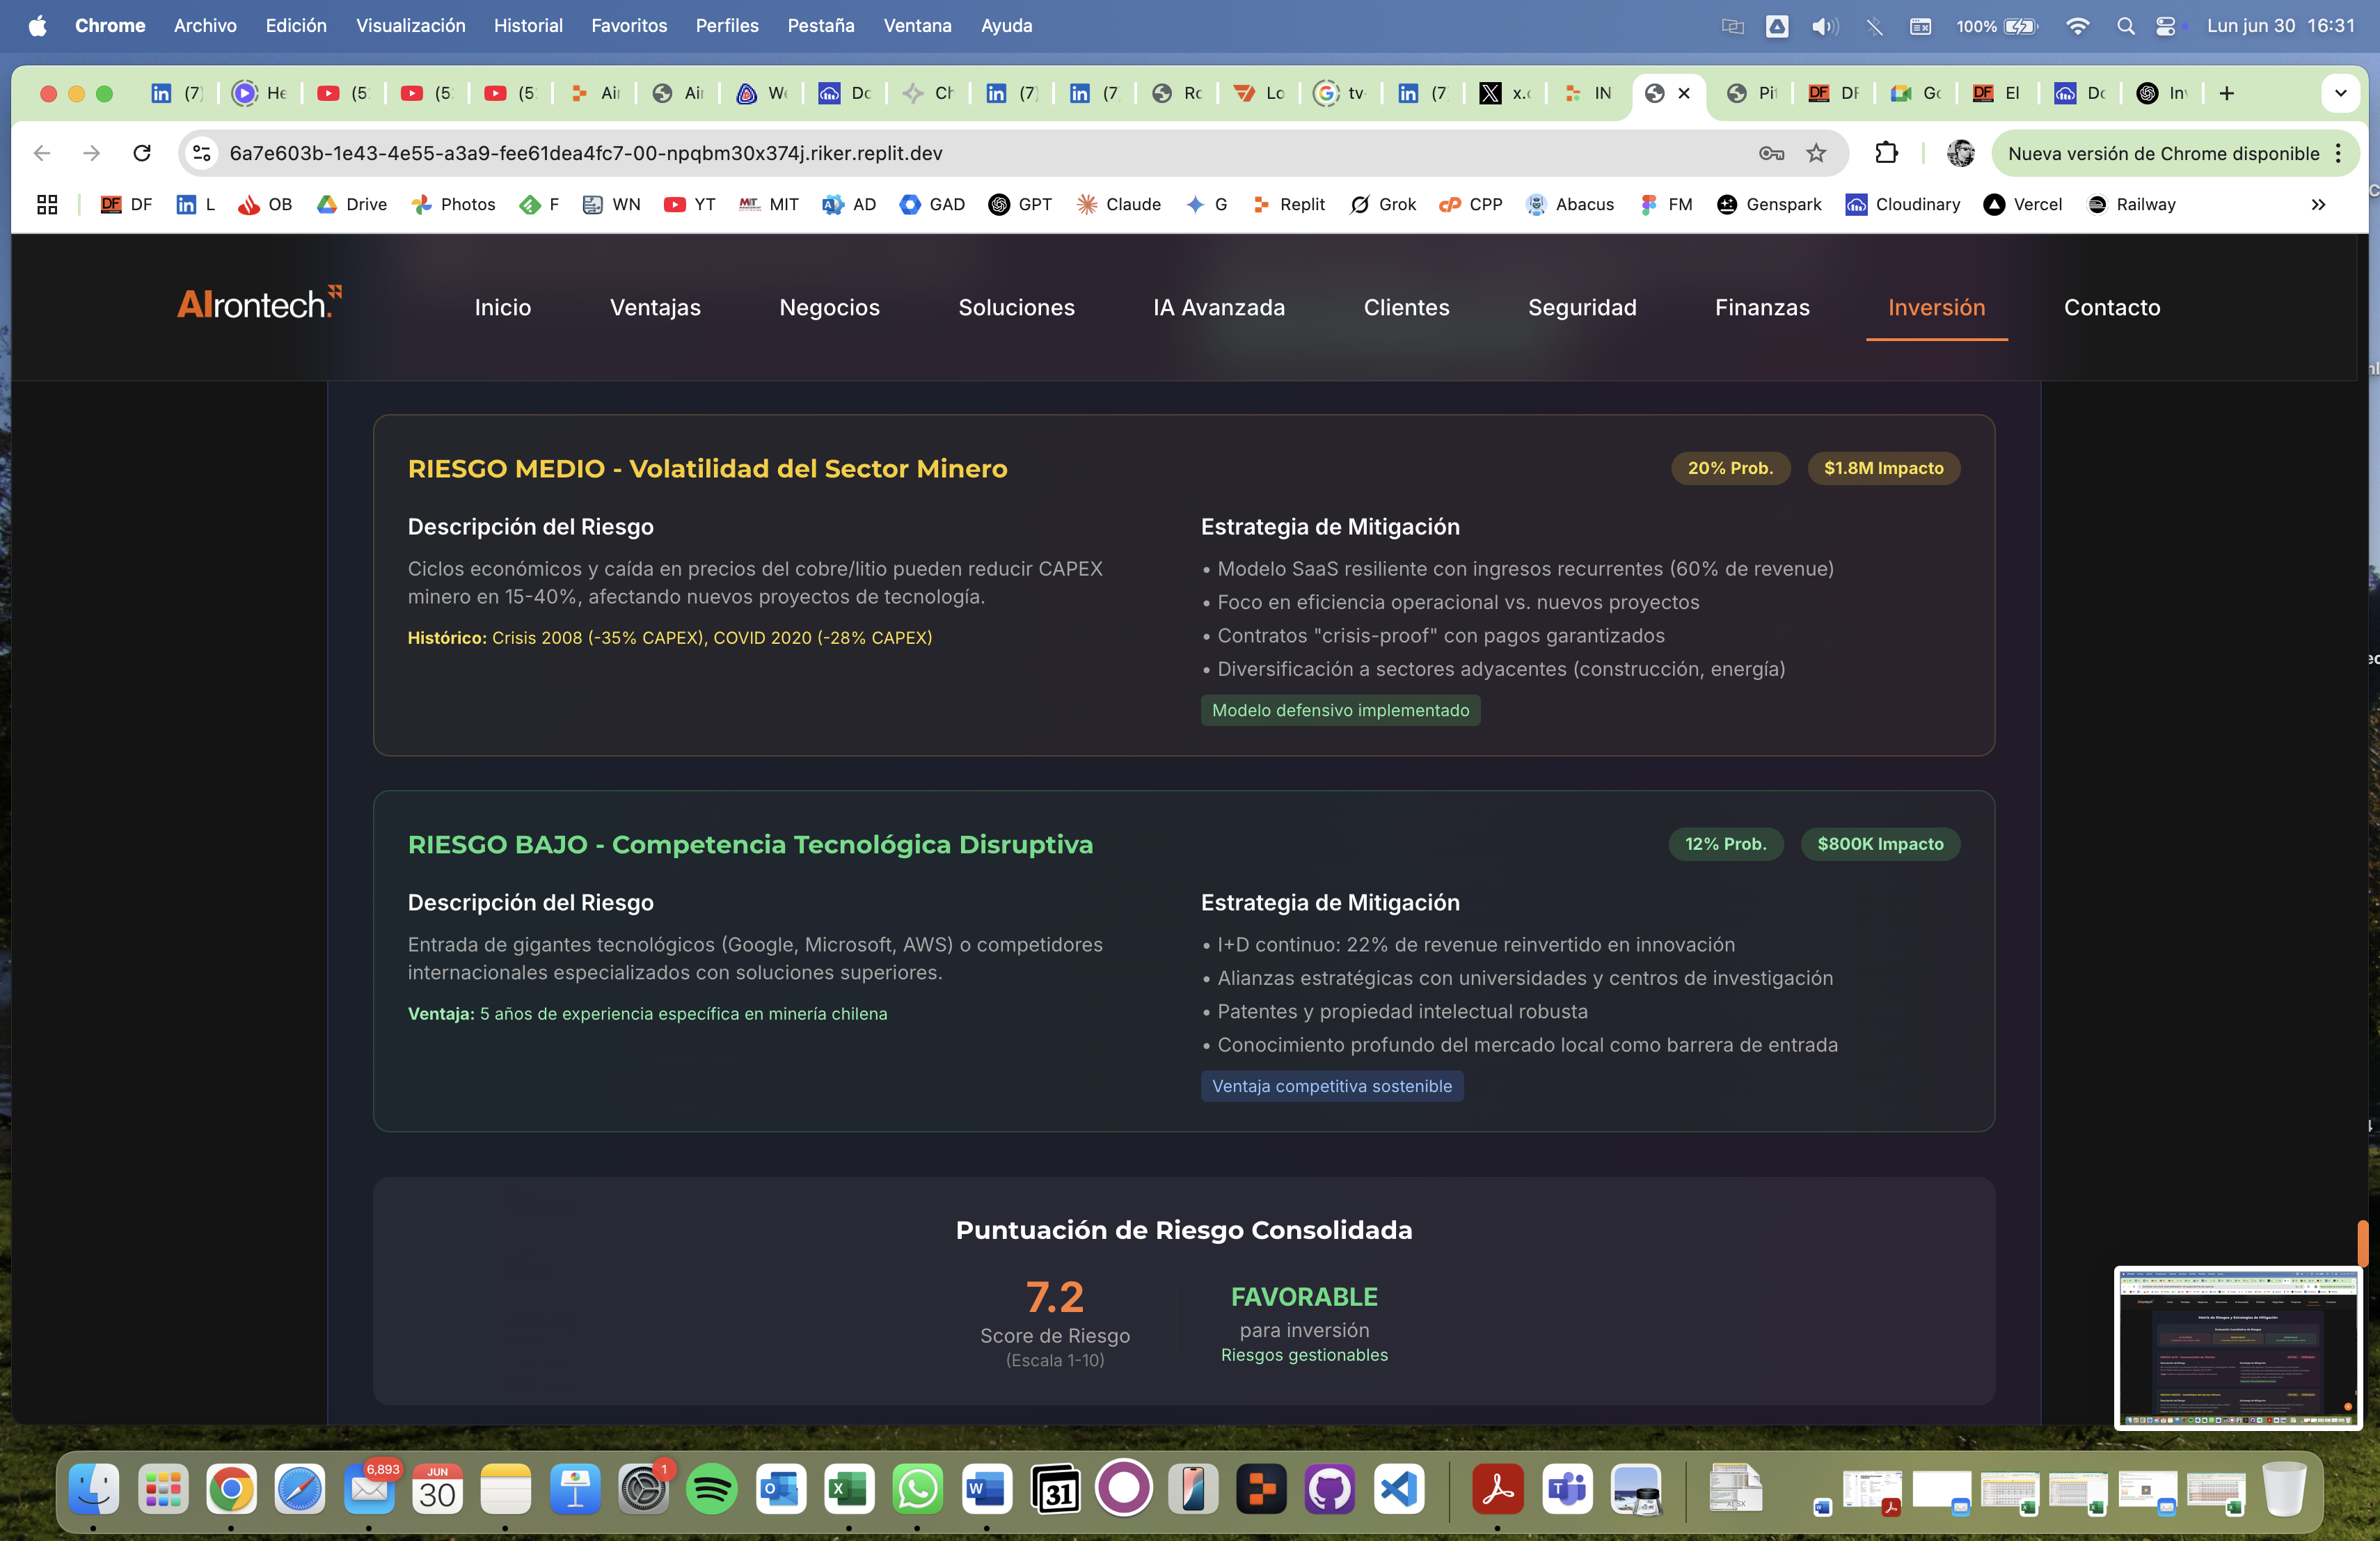 Chrome Archivo Edición Visualización Historial Favoritos Perfiles Pestaña Ventana Ayuda
100% Lun jun 30 16:31
(7) He (5 (5 (5 Air Air We Do Ch (7 (7 Ro Lo tv (7 x.c IN Pi DF Go El Do In
6a7e603b-1e43-4e55-a3a9-fee61dea4fc7-00-npqbm30x374j.riker.replit.dev
Nueva versión de Chrome disponible
DF L OB Drive Photos F WN YT MIT AD GAD GPT Claude G Replit Grok CPP Abacus FM Genspark Cloudinary Vercel Railway
AIrontech.
Inicio Ventajas Negocios Soluciones IA Avanzada Clientes Seguridad Finanzas Inversión Contacto
RIESGO MEDIO - Volatilidad del Sector Minero
20% Prob. $1.8M Impacto
Descripción del Riesgo
Ciclos económicos y caída en precios del cobre/litio pueden reducir CAPEX
minero en 15-40%, afectando nuevos proyectos de tecnología.
Histórico: Crisis 2008 (-35% CAPEX), COVID 2020 (-28% CAPEX)
Estrategia de Mitigación
• Modelo SaaS resiliente con ingresos recurrentes (60% de revenue)
• Foco en eficiencia operacional vs. nuevos proyectos
• Contratos "crisis-proof" con pagos garantizados
• Diversificación a sectores adyacentes (construcción, energía)
Modelo defensivo implementado
RIESGO BAJO - Competencia Tecnológica Disruptiva
12% Prob. $800K Impacto
Descripción del Riesgo
Entrada de gigantes tecnológicos (Google, Microsoft, AWS) o competidores
internacionales especializados con soluciones superiores.
Ventaja: 5 años de experiencia específica en minería chilena
Estrategia de Mitigación
• I+D continuo: 22% de revenue reinvertido en innovación
• Alianzas estratégicas con universidades y centros de investigación
• Patentes y propiedad intelectual robusta
• Conocimiento profundo del mercado local como barrera de entrada
Ventaja competitiva sostenible
Puntuación de Riesgo Consolidada
7.2
Score de Riesgo
(Escala 1-10)
FAVORABLE
para inversión
Riesgos gestionables
6,893
JUN
30
1
31
XLSX